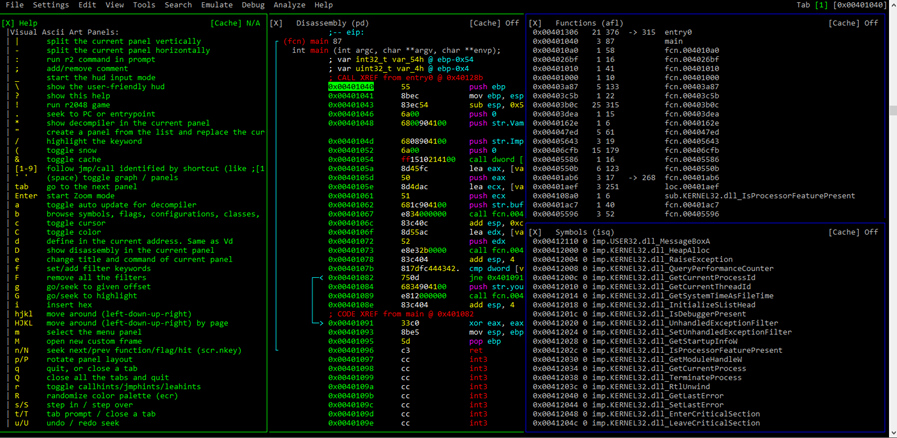 File Settings Edit View Tools Search Emulate Debug Analyze Help Tab [1] [0x00401040]
[X] Help [Cache] N/A
|Visual Ascii Art Panels:
| | split the current panel vertically
| - split the current panel horizontally
| : run r2 command in prompt
| ; add/remove comment
| _ start the hud input mode
| \ show the user-friendly hud
| ? show this help
| ! run r2048 game
| . seek to PC or entrypoint
| * show decompiler in the current panel
| " create a panel from the list and replace the cur
| / highlight the keyword
| ( toggle snow
| & toggle cache
| [1-9] follow jmp/call identified by shortcut (like ;[1
| ' ' (space) toggle graph / panels
| tab go to the next panel
| Enter start Zoom mode
| a toggle auto update for decompiler
| b browse symbols, flags, configurations, classes,
| c toggle cursor
| C toggle color
| d define in the current address. Same as Vd
| D show disassembly in the current panel
| e change title and command of current panel
| f set/add filter keywords
| F remove all the filters
| g go/seek to given offset
| G go/seek to highlight
| i insert hex
| hjkl move around (left-down-up-right)
| HJKL move around (left-down-up-right) by page
| m select the menu panel
| M open new custom frame
| n/N seek next/prev function/flag/hit (scr.nkey)
| p/P rotate panel layout
| q quit, or close a tab
| Q close all the tabs and quit
| r toggle callhints/jmphints/leahints
| R randomize color palette (ecr)
| s/S step in / step over
| t/T tab prompt / close a tab
| u/U undo / redo seek
[X] Disassembly (pd) [Cache] Off
;-- eip:
(fcn) main 87
int main (int argc, char **argv, char **envp);
; var int32_t var_54h @ ebp-0x54
; var uint32_t var_4h @ ebp-0x4
; CALL XREF from entry0 @ 0x40128b
0x00401040 55 push ebp
0x00401041 8bec mov ebp, esp
0x00401043 83ec54 sub esp, 0x5
0x00401046 6a00 push 0
0x00401048 6800904100 push str.Vam
0x0040104d 6808904100 push str.Imp
0x00401052 6a00 push 0
0x00401054 ff1510214100 call dword [
0x0040105a 8d45fc lea eax, [va
0x0040105d 50 push eax
0x0040105e 8d4dac lea ecx, [va
0x00401061 51 push ecx
0x00401062 681c904100 push str.buf
0x00401067 e834000000 call fcn.004
0x0040106c 83c40c add esp, 0xc
0x0040106f 8d55ac lea edx, [va
0x00401072 52 push edx
0x00401073 e8e32b0000 call fcn.004
0x00401078 83c404 add esp, 4
0x0040107b 817dfc444342. cmp dword [va
0x00401082 750d jne 0x401091
0x00401084 6834904100 push str.you
0x00401089 e812000000 call fcn.004
0x0040108e 83c404 add esp, 4
; CODE XREF from main @ 0x401082
0x00401091 33c0 xor eax, eax
0x00401093 8be5 mov esp, ebp
0x00401095 5d pop ebp
0x00401096 c3 ret
0x00401097 cc int3
0x00401098 cc int3
0x00401099 cc int3
0x0040109a cc int3
0x0040109b cc int3
0x0040109c cc int3
0x0040109d cc int3
0x0040109e cc int3
[X] Functions (afl) [Cache] Off
0x00401306 21 376 -> 315 entry0
0x00401040 3 87 main
0x004010a0 1 58 fcn.004010a0
0x004026bf 1 16 fcn.004026bf
0x00401410 1 41 fcn.00401410
0x00401000 1 10 fcn.00401000
0x00403a87 5 133 fcn.00403a87
0x00403c5b 1 22 fcn.00403c5b
0x00403b0c 25 315 fcn.00403b0c
0x00403dea 1 15 fcn.00403dea
0x0040162e 1 6 fcn.0040162e
0x004047ed 5 61 fcn.004047ed
0x00405643 3 19 fcn.00405643
0x00406cfb 15 179 fcn.00406cfb
0x00405586 1 16 fcn.00405586
0x0040550b 6 123 fcn.0040550b
0x00401ab6 3 17 -> 268 fcn.00401ab6
0x00401aef 3 251 loc.00401aef
0x004108a0 1 6 sub.KERNEL32.dll_IsProcessorFeaturePresent
0x00401ac7 1 40 fcn.00401ac7
0x00405596 3 52 fcn.00405596
[X] Symbols (isq) [Cache] Off
0x00412110 0 imp.USER32.dll_MessageBoxA
0x00412000 0 imp.KERNEL32.dll_HeapAlloc
0x00412004 0 imp.KERNEL32.dll_RaiseException
0x00412008 0 imp.KERNEL32.dll_QueryPerformanceCounter
0x0041200c 0 imp.KERNEL32.dll_GetCurrentProcessId
0x00412010 0 imp.KERNEL32.dll_GetCurrentThreadId
0x00412014 0 imp.KERNEL32.dll_GetSystemTimeAsFileTime
0x00412018 0 imp.KERNEL32.dll_InitializeSListHead
0x0041201c 0 imp.KERNEL32.dll_IsDebuggerPresent
0x00412020 0 imp.KERNEL32.dll_UnhandledExceptionFilter
0x00412024 0 imp.KERNEL32.dll_SetUnhandledExceptionFilter
0x00412028 0 imp.KERNEL32.dll_GetStartupInfoW
0x0041202c 0 imp.KERNEL32.dll_IsProcessorFeaturePresent
0x00412030 0 imp.KERNEL32.dll_GetModuleHandleW
0x00412034 0 imp.KERNEL32.dll_GetCurrentProcess
0x00412038 0 imp.KERNEL32.dll_TerminateProcess
0x0041203c 0 imp.KERNEL32.dll_RtlUnwind
0x00412040 0 imp.KERNEL32.dll_GetLastError
0x00412044 0 imp.KERNEL32.dll_SetLastError
0x00412048 0 imp.KERNEL32.dll_EnterCriticalSection
0x0041204c 0 imp.KERNEL32.dll_LeaveCriticalSection